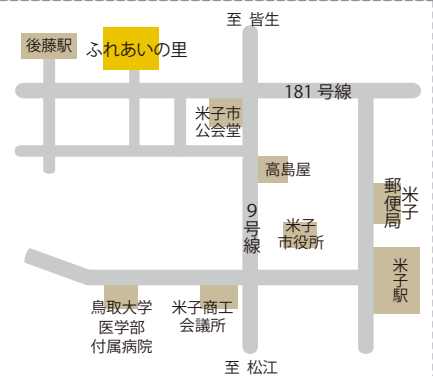 至 皆生
後藤駅
ふれあいの里
181号線
米子市
公会堂
高島屋
米子
郵便局
9号線
米子
市役所
米子駅
鳥取大学
医学部
付属病院
米子商工
会議所
至 松江